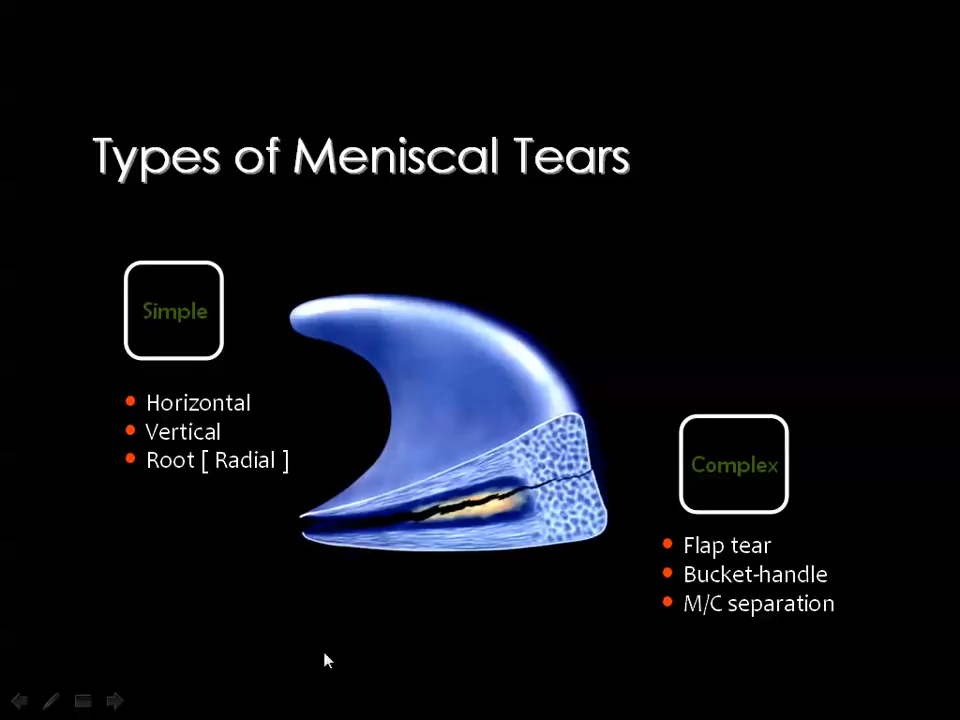 Types of Meniscal Tears
Simple
• Horizontal
• Vertical
• Root [ Radial ]
Complex
• Flap tear
• Bucket-handle
• M/C separation